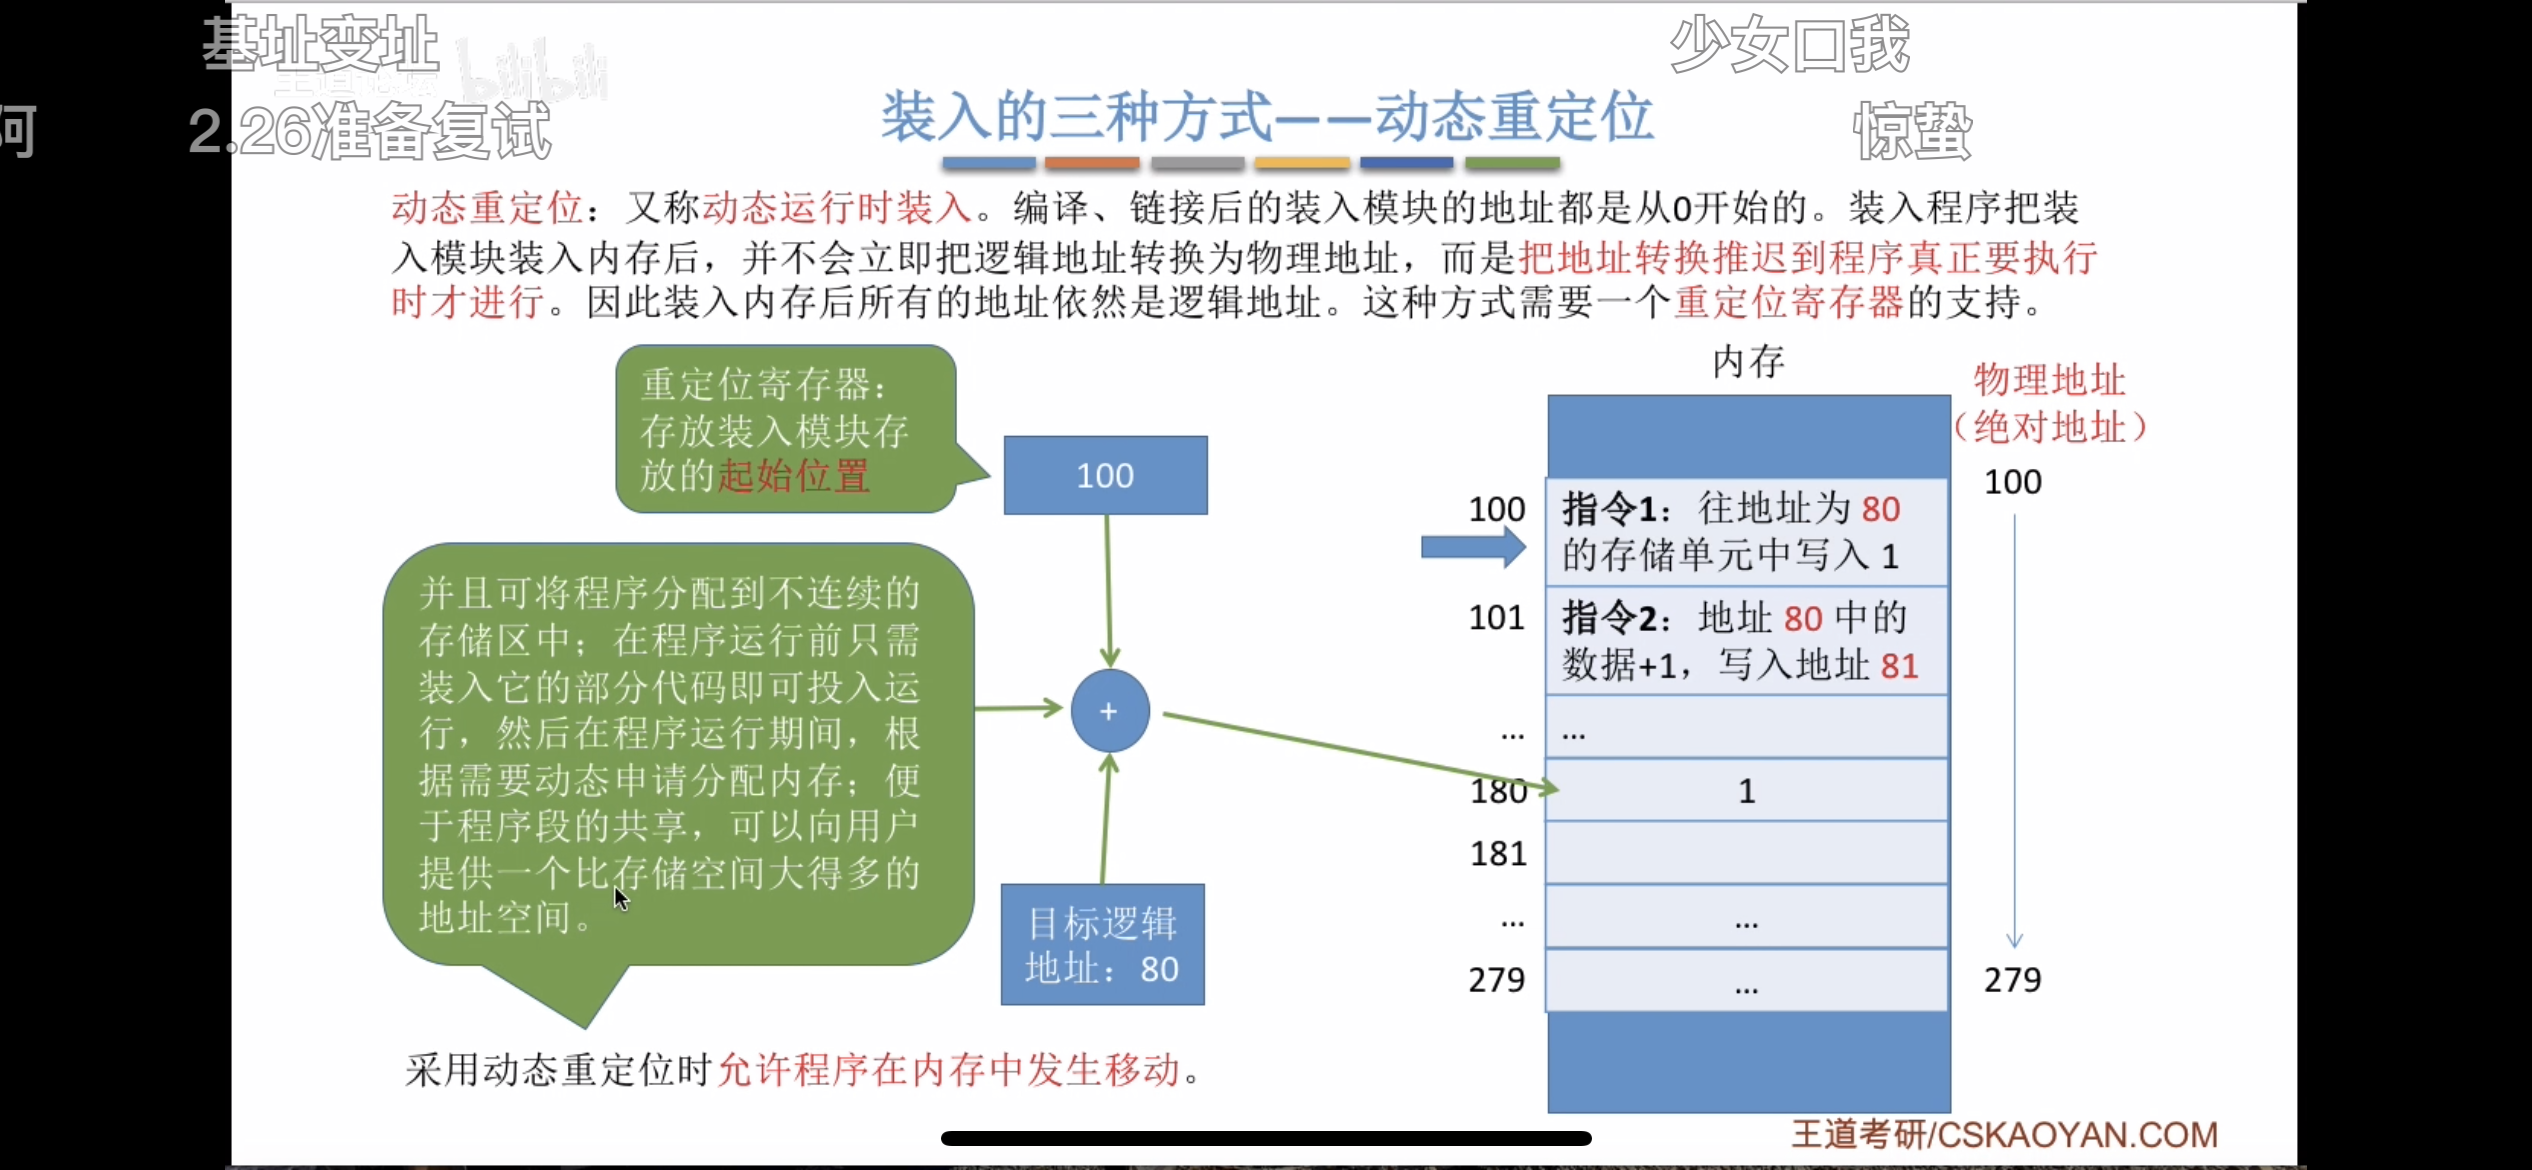 基址变址
少女口我
王道论坛 bilibili
阿
2.26准备复试
惊蛰
装入的三种方式——动态重定位
动态重定位：又称动态运行时装入。编译、链接后的装入模块的地址都是从0开始的。装入程序把装
入模块装入内存后，并不会立即把逻辑地址转换为物理地址，而是把地址转换推迟到程序真正要执行
时才进行。因此装入内存后所有的地址依然是逻辑地址。这种方式需要一个重定位寄存器的支持。
重定位寄存器：
存放装入模块存
放的起始位置
100
并且可将程序分配到不连续的
存储区中；在程序运行前只需
装入它的部分代码即可投入运
行，然后在程序运行期间，根
据需要动态申请分配内存；便
于程序段的共享，可以向用户
提供一个比存储空间大得多的
地址空间。
+
目标逻辑
地址：80
采用动态重定位时允许程序在内存中发生移动。
内存
物理地址
（绝对地址）
100
指令1：往地址为 80
的存储单元中写入 1
100
101
指令2：地址 80 中的
数据+1，写入地址 81
...
...
180
1
181
...
...
279
...
279
王道考研/CSKAOYAN.COM